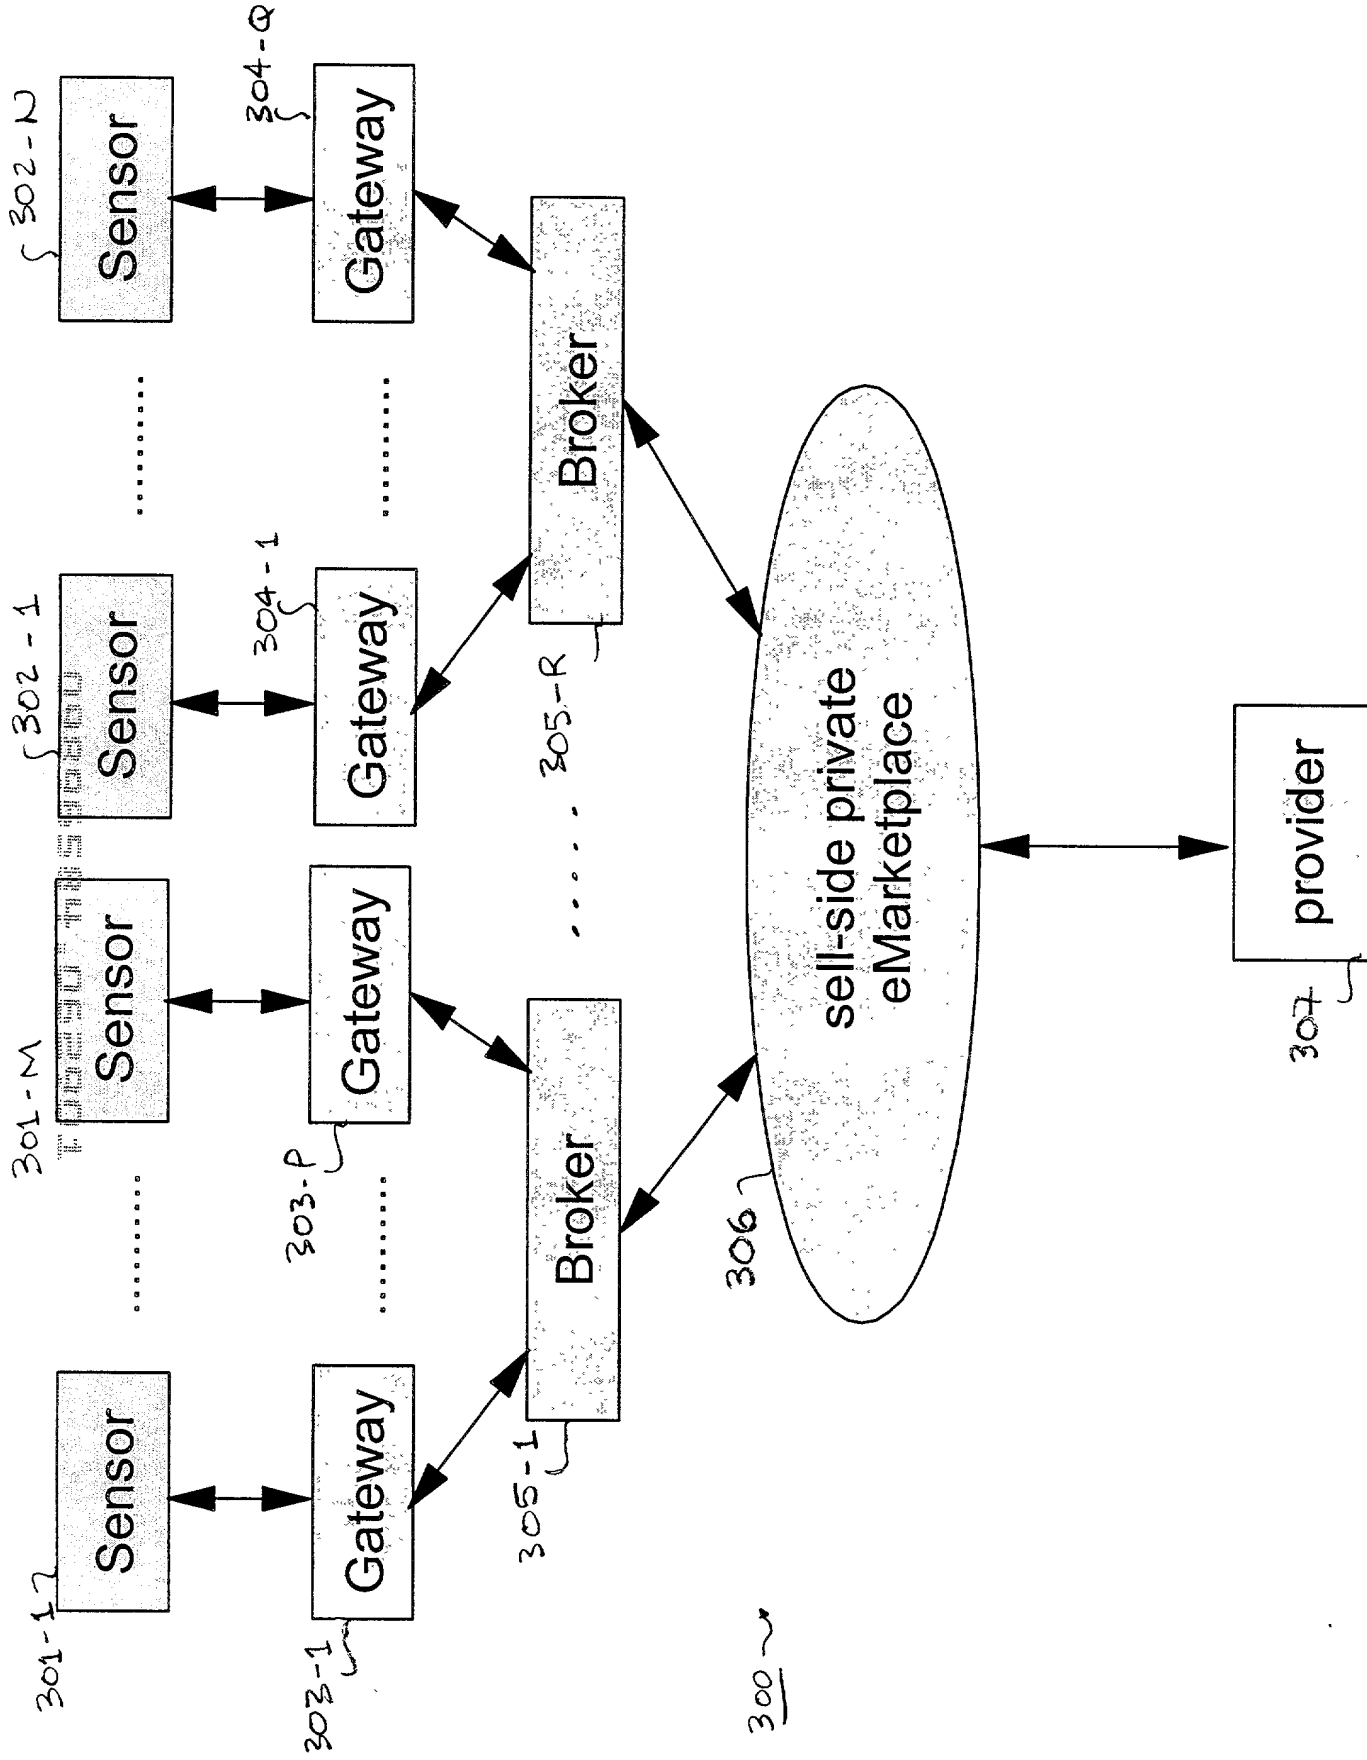 301-1
301-M
302-1
302-N
Sensor
Sensor
Sensor
Sensor
303-1
303-P
304-1
304-Q
Gateway
Gateway
Gateway
Gateway
305-1
305-R
Broker
Broker
306
sell-side private
eMarketplace
300
307
provider